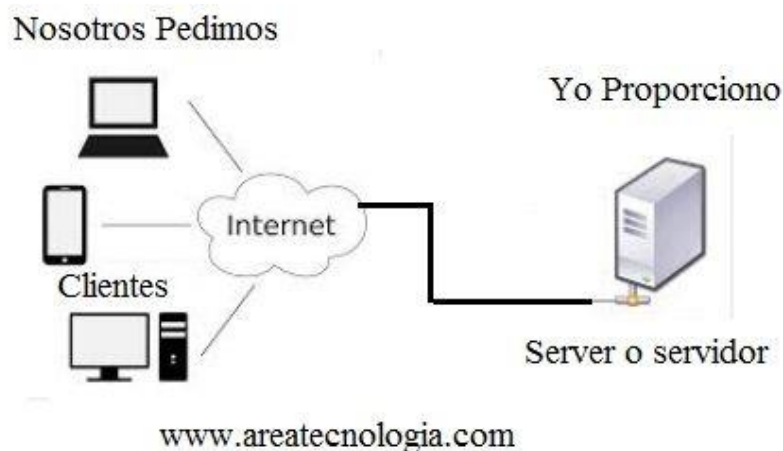 Nosotros Pedimos
Yo Proporciono
Internet
Clientes
Server o servidor
www.areatecnologia.com